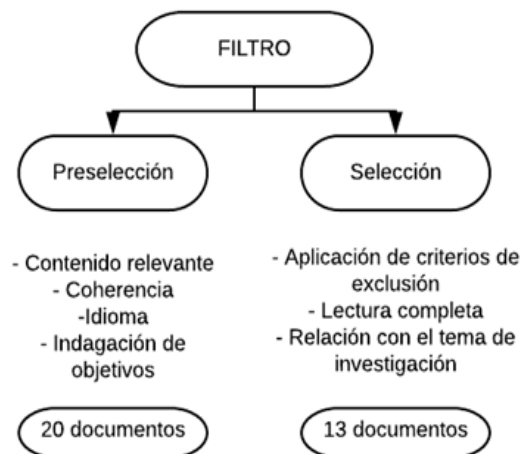 FILTRO
Preselección
Selección
- Contenido relevante
- Coherencia
-Idioma
- Indagación de
objetivos
- Aplicación de criterios de
exclusión
- Lectura completa
- Relación con el tema de
investigación
20 documentos
13 documentos